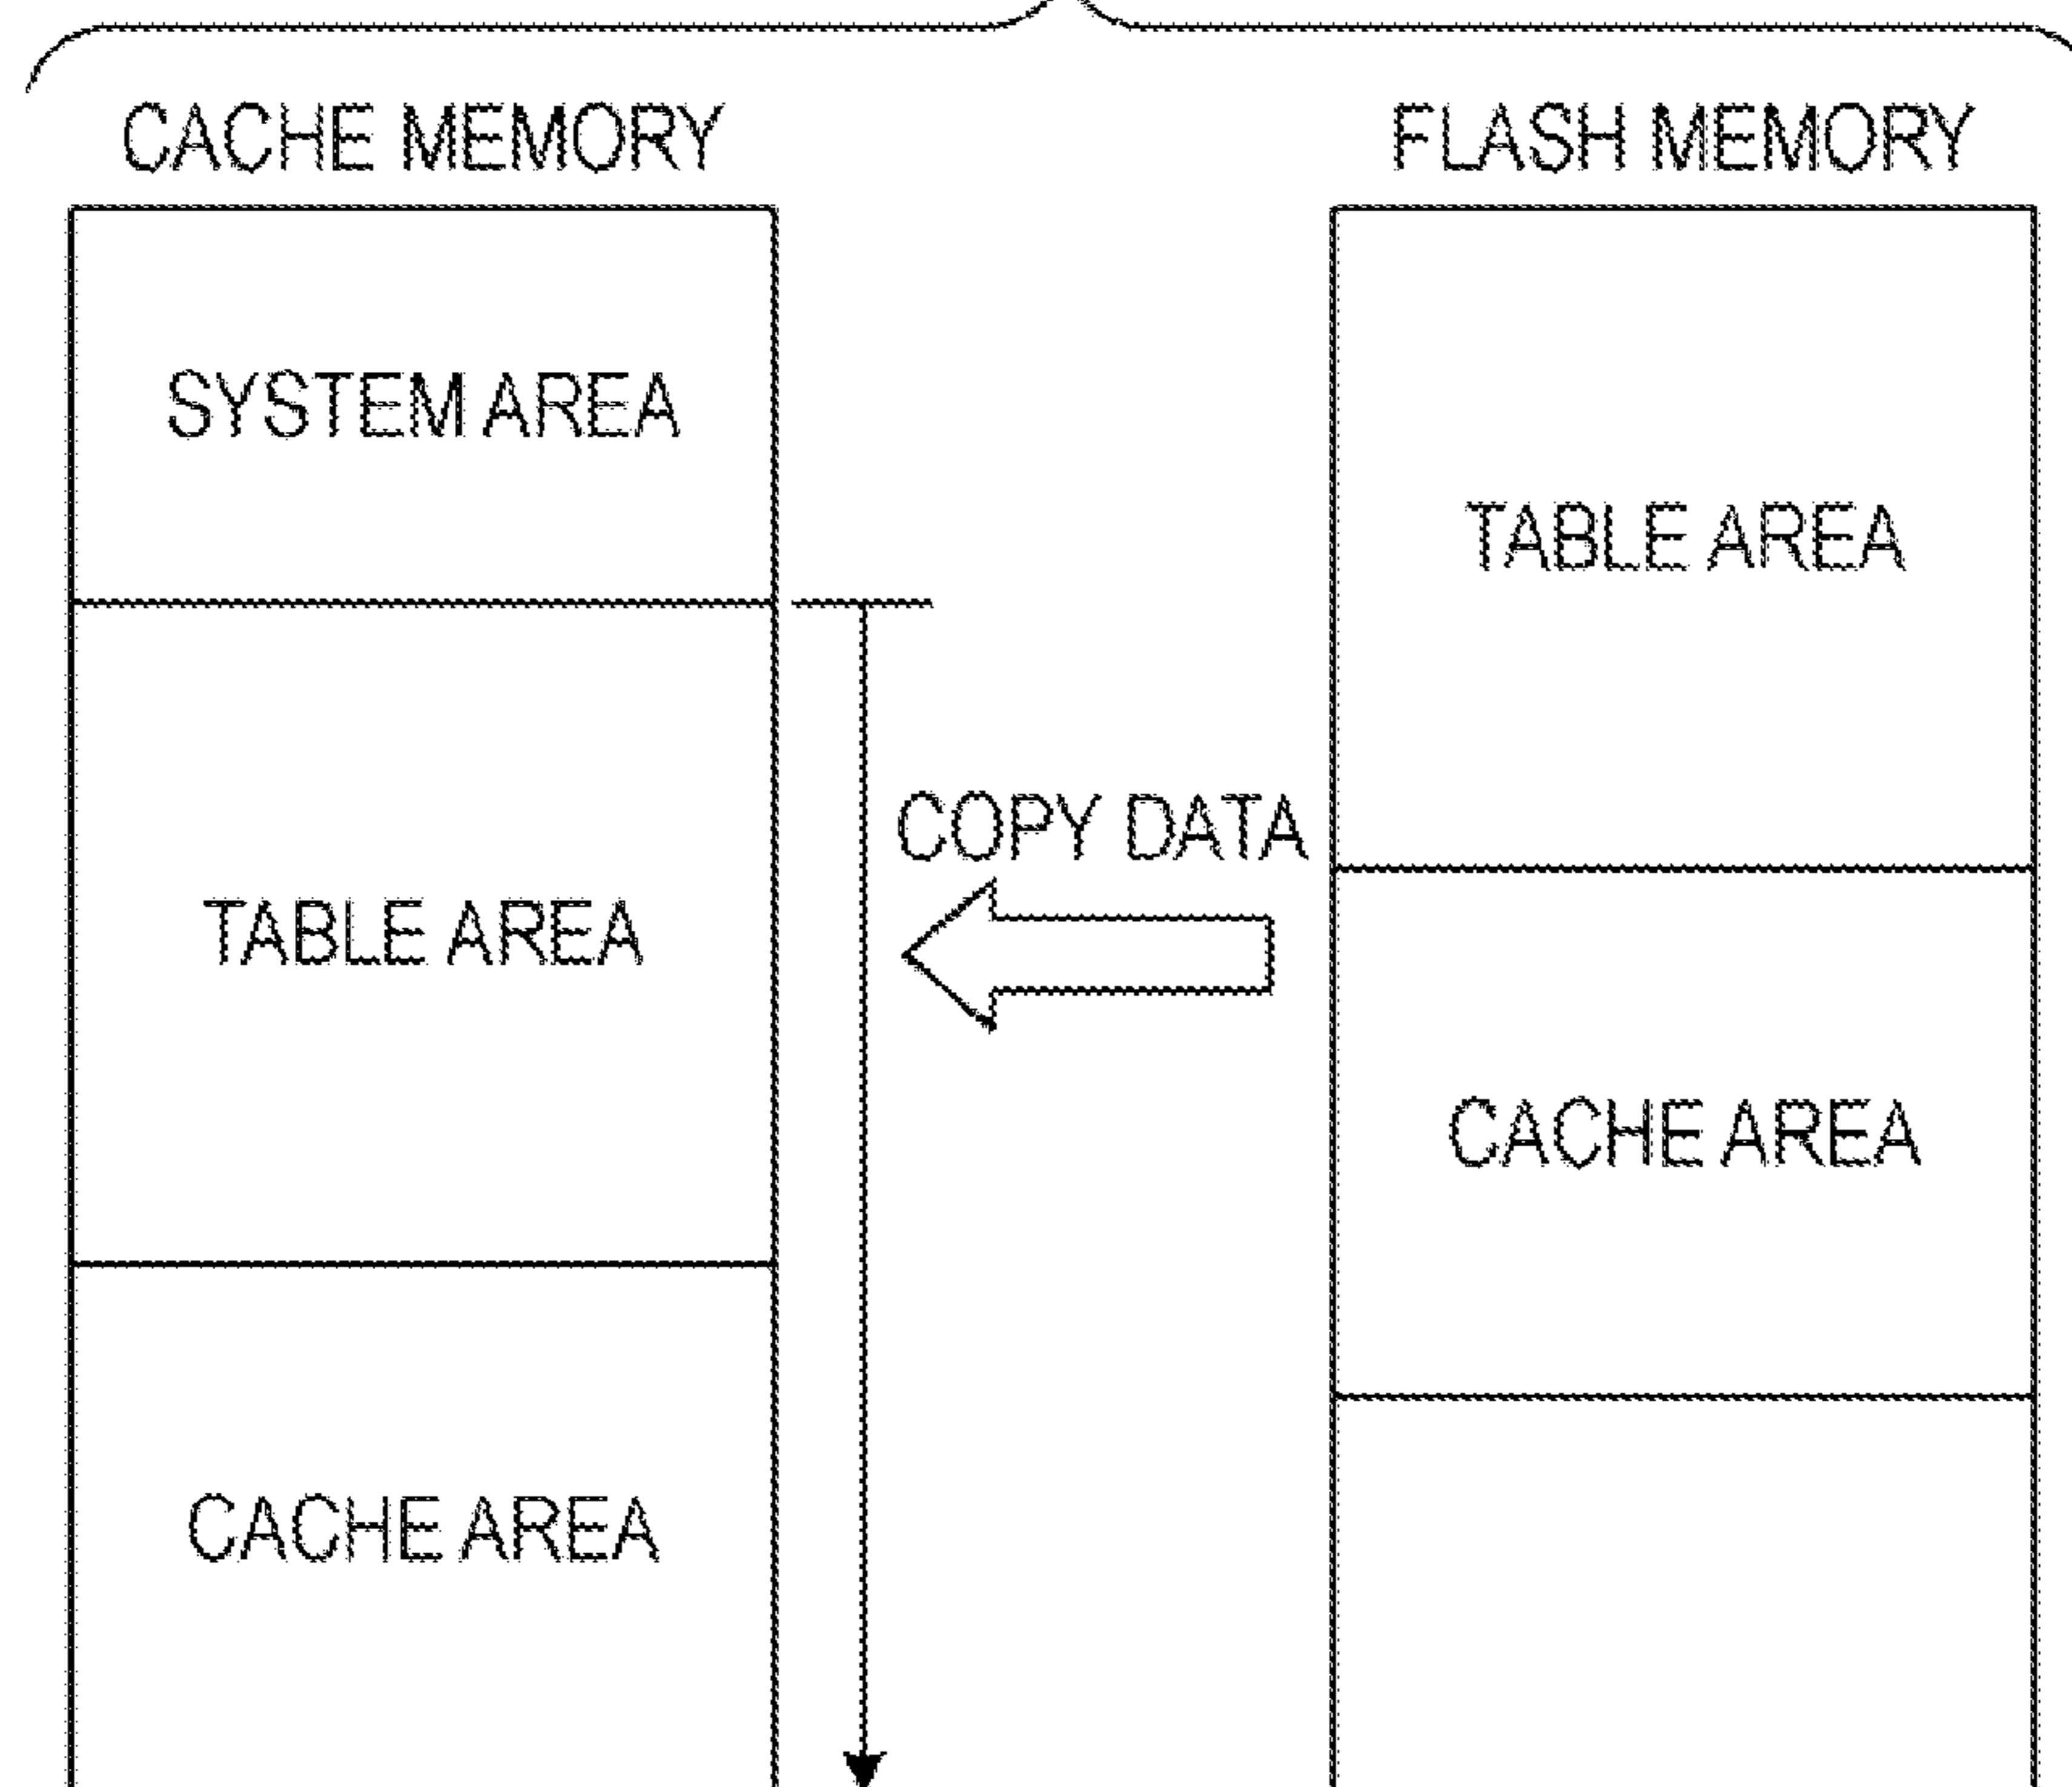 CACHE MEMORY
FLASH MEMORY
SYSTEM AREA
TABLE AREA
COPY DATA
TABLE AREA
CACHE AREA
CACHE AREA